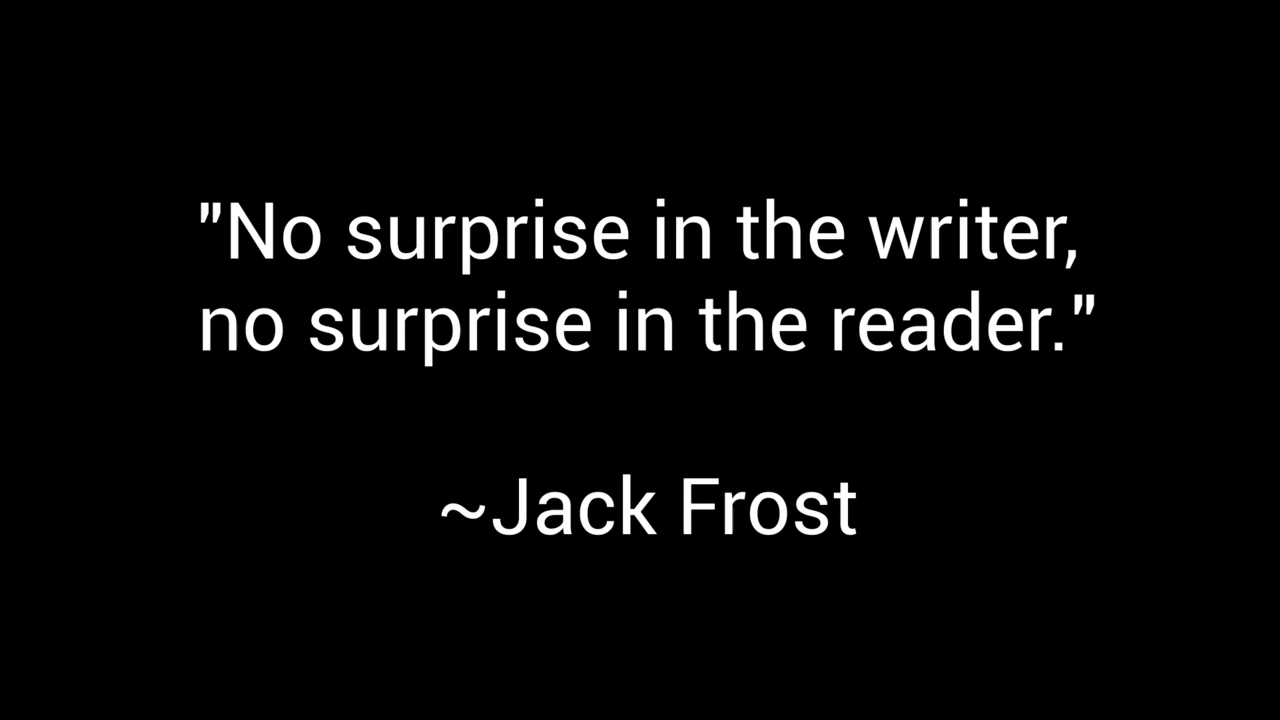 "No surprise in the writer,
no surprise in the reader."
~Jack Frost